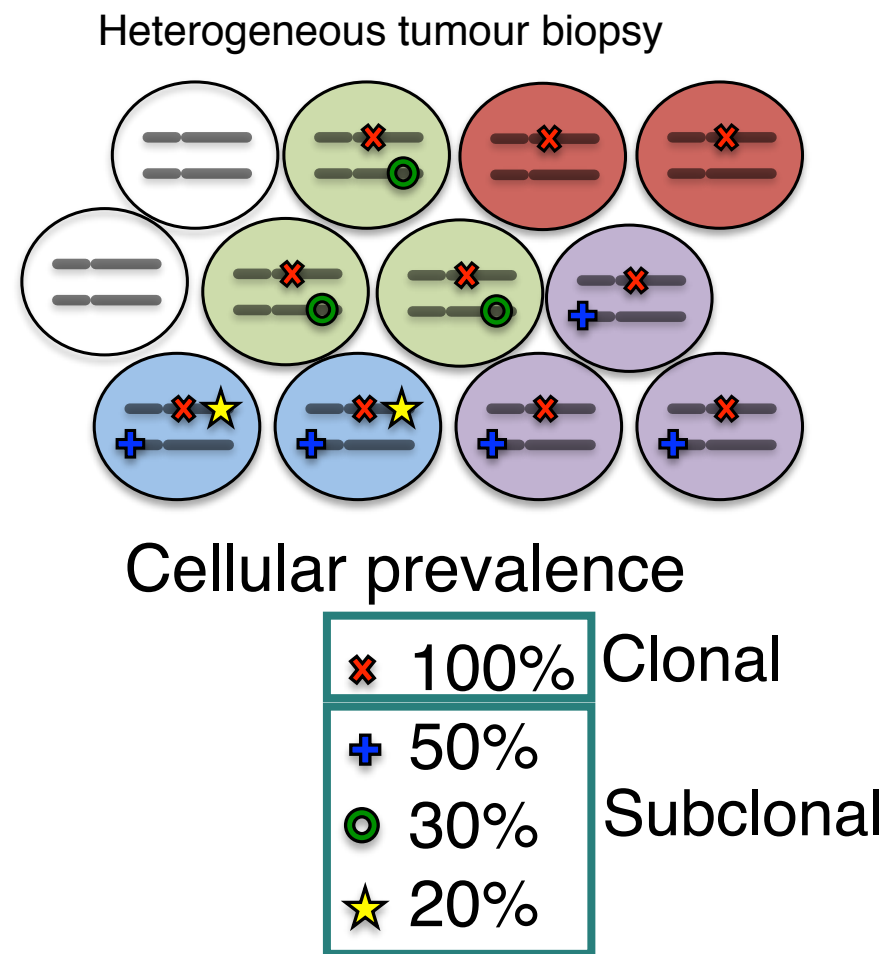 Heterogeneous tumour biopsy
Cellular prevalence
100% Clonal
50%
30%
Subclonal
20%